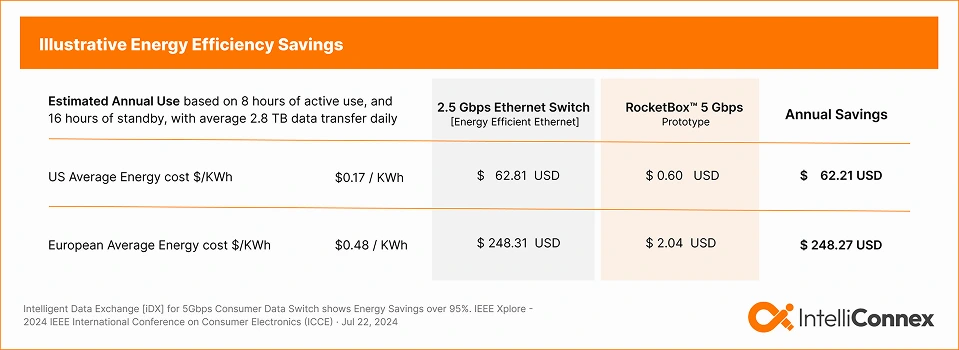 Illustrative Energy Efficiency Savings
Estimated Annual Use based on 8 hours of active use, and
16 hours of standby, with average 2.8 TB data transfer daily
2.5 Gbps Ethernet Switch
[Energy Efficient Ethernet]
RocketBox™ 5 Gbps
Prototype
Annual Savings
US Average Energy cost $/KWh $0.17 / KWh $ 62.81 USD $ 0.60 USD $ 62.21 USD
European Average Energy cost $/KWh $0.48 / KWh $ 248.31 USD $ 2.04 USD $ 248.27 USD
Intelligent Data Exchange [iDX] for 5Gbps Consumer Data Switch shows Energy Savings over 95%. IEEE Xplore -
2024 IEEE International Conference on Consumer Electronics (ICCE) · Jul 22, 2024
IntelliConnex